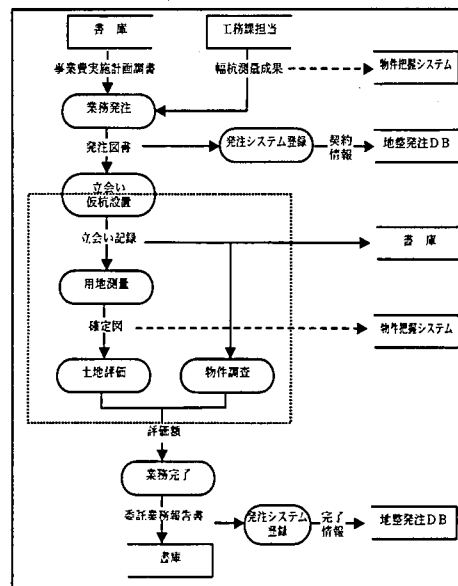 書 庫
工務課担当
事業費実施計画調書
幅杭測量成果
物件把握システム
業務発注
発注図書
発注システム登録
契約
情報
地整発注DB
立会い
仮杭設置
立会い記録
書 庫
用地測量
確定図
物件把握システム
土地評価
物件調査
評価額
業務完了
委託業務報告書
発注システム
登録
完了
情報
地整発注DB
書庫